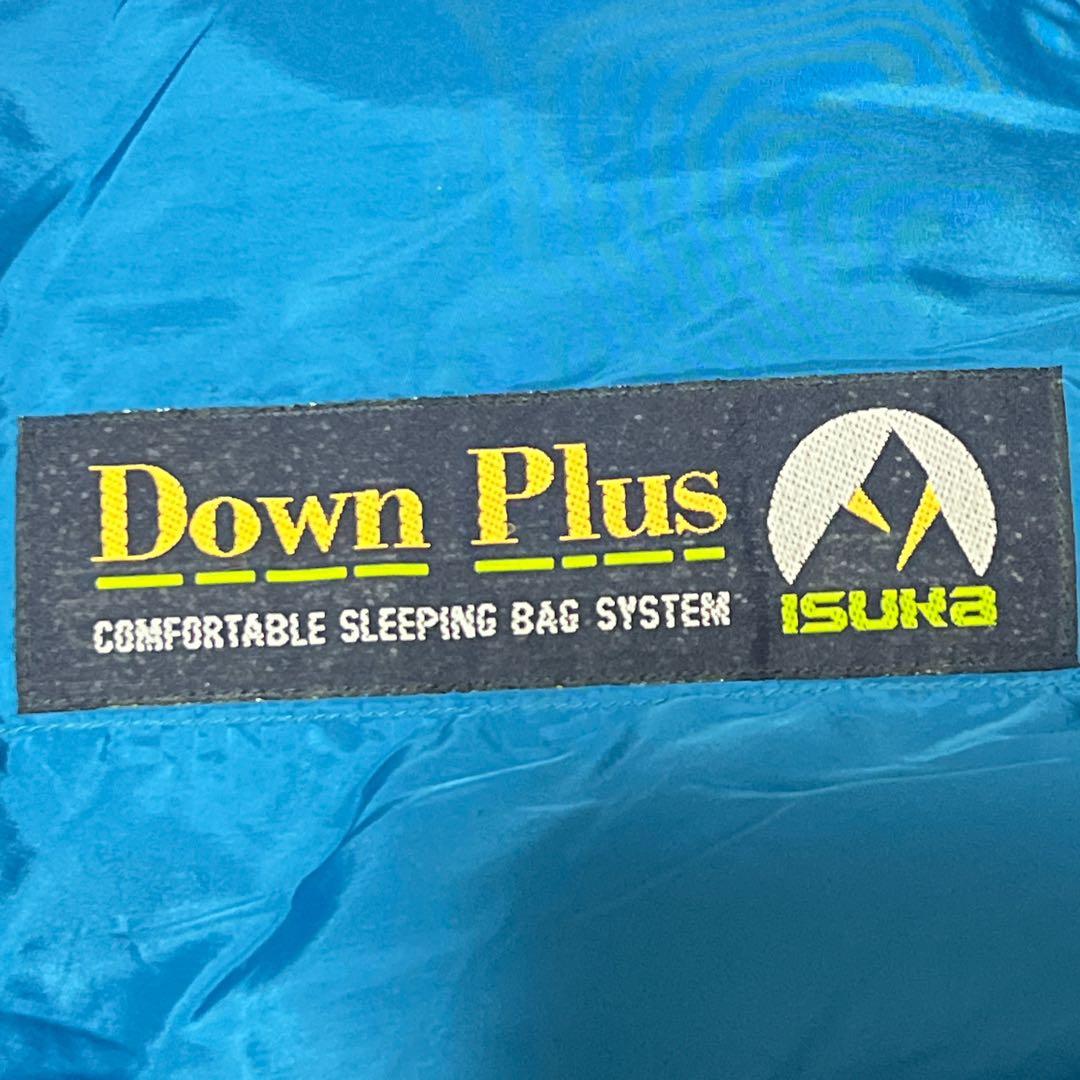 Down Plus
COMFORTABLE SLEEPING BAG SYSTEM
ISUKa